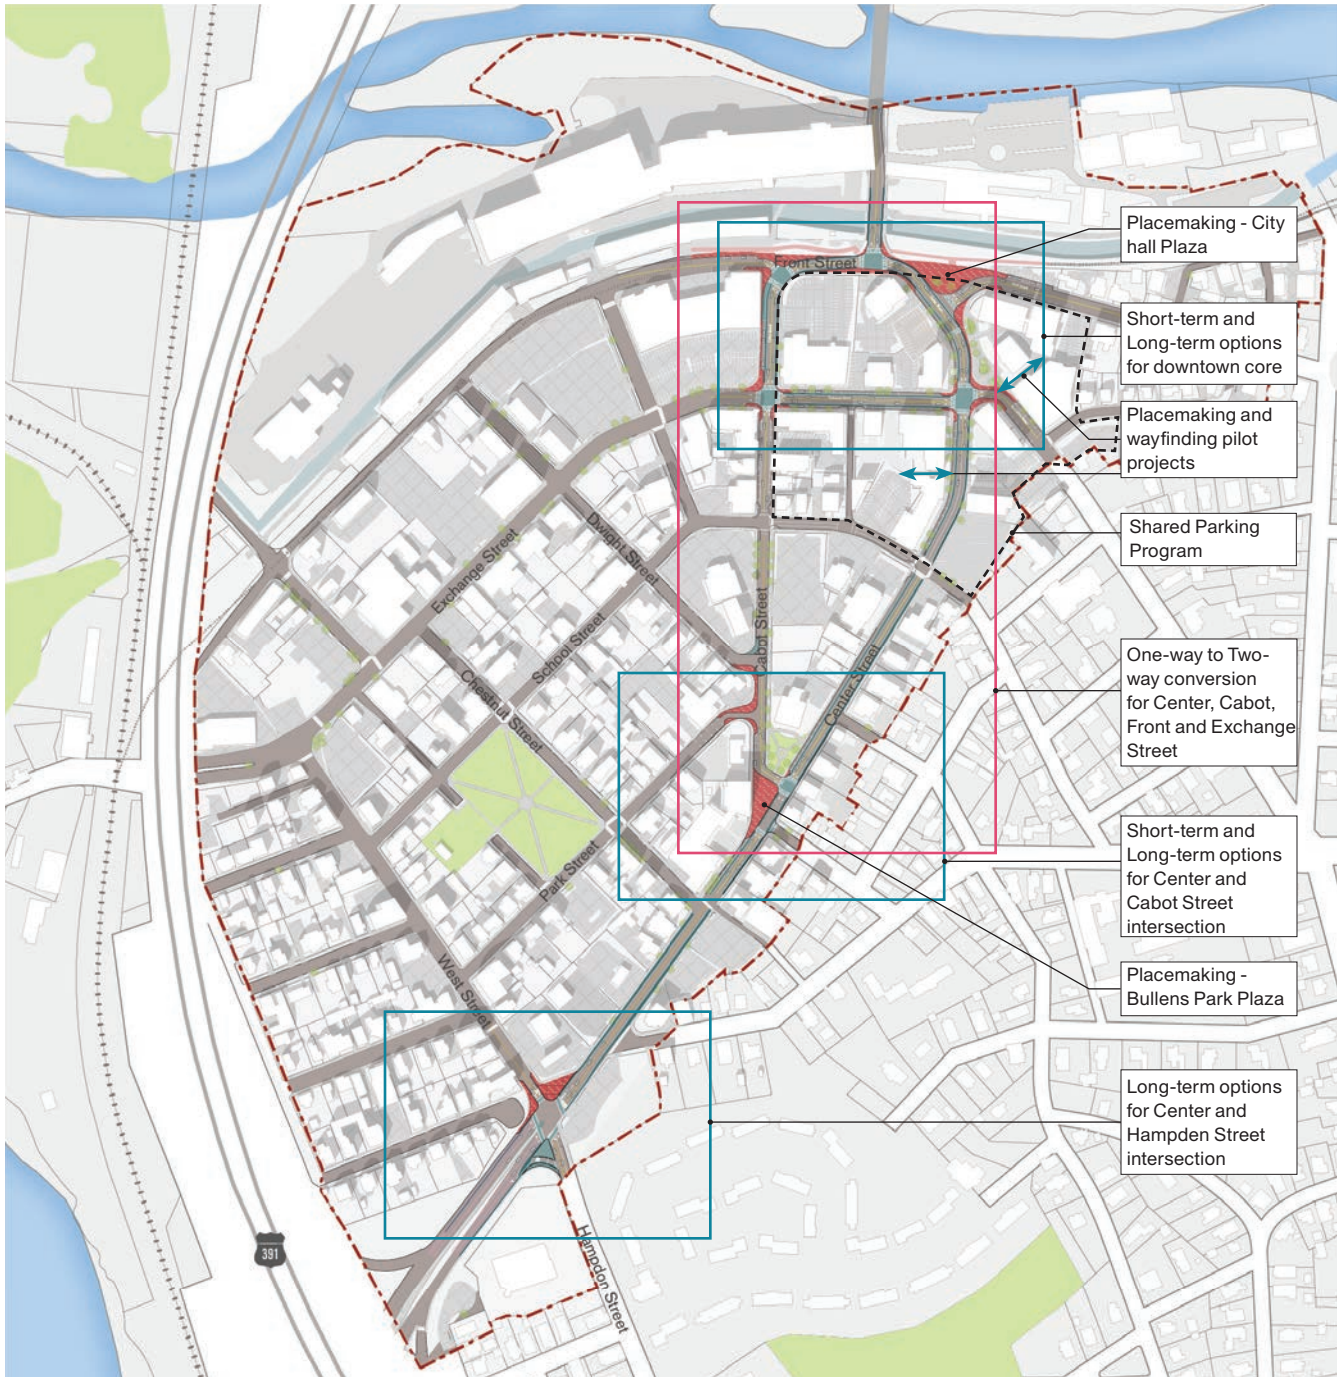 Placemaking - City
hall Plaza
Front Street
Short-term and
Long-term options
for downtown core
Placemaking and
wayfinding pilot
projects
Shared Parking
Program
Exchange Street
Dwight Street
School Street
Cabot Street
Chestnut Street
Center Street
One-way to Two-
way conversion
for Center, Cabot,
Front and Exchange
Street
Park Street
Short-term and
Long-term options
for Center and
Cabot Street
intersection
West Street
Placemaking -
Bullens Park Plaza
Long-term options
for Center and
Hampden Street
intersection
391
Hampdon Street